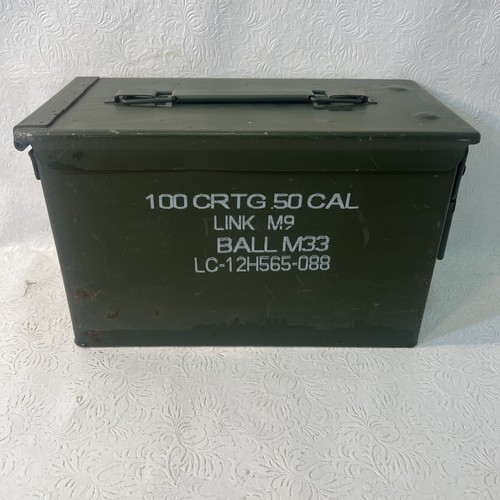 100 CRTG .50 CAL
LINK M9
BALL M33
LC-12H565-088